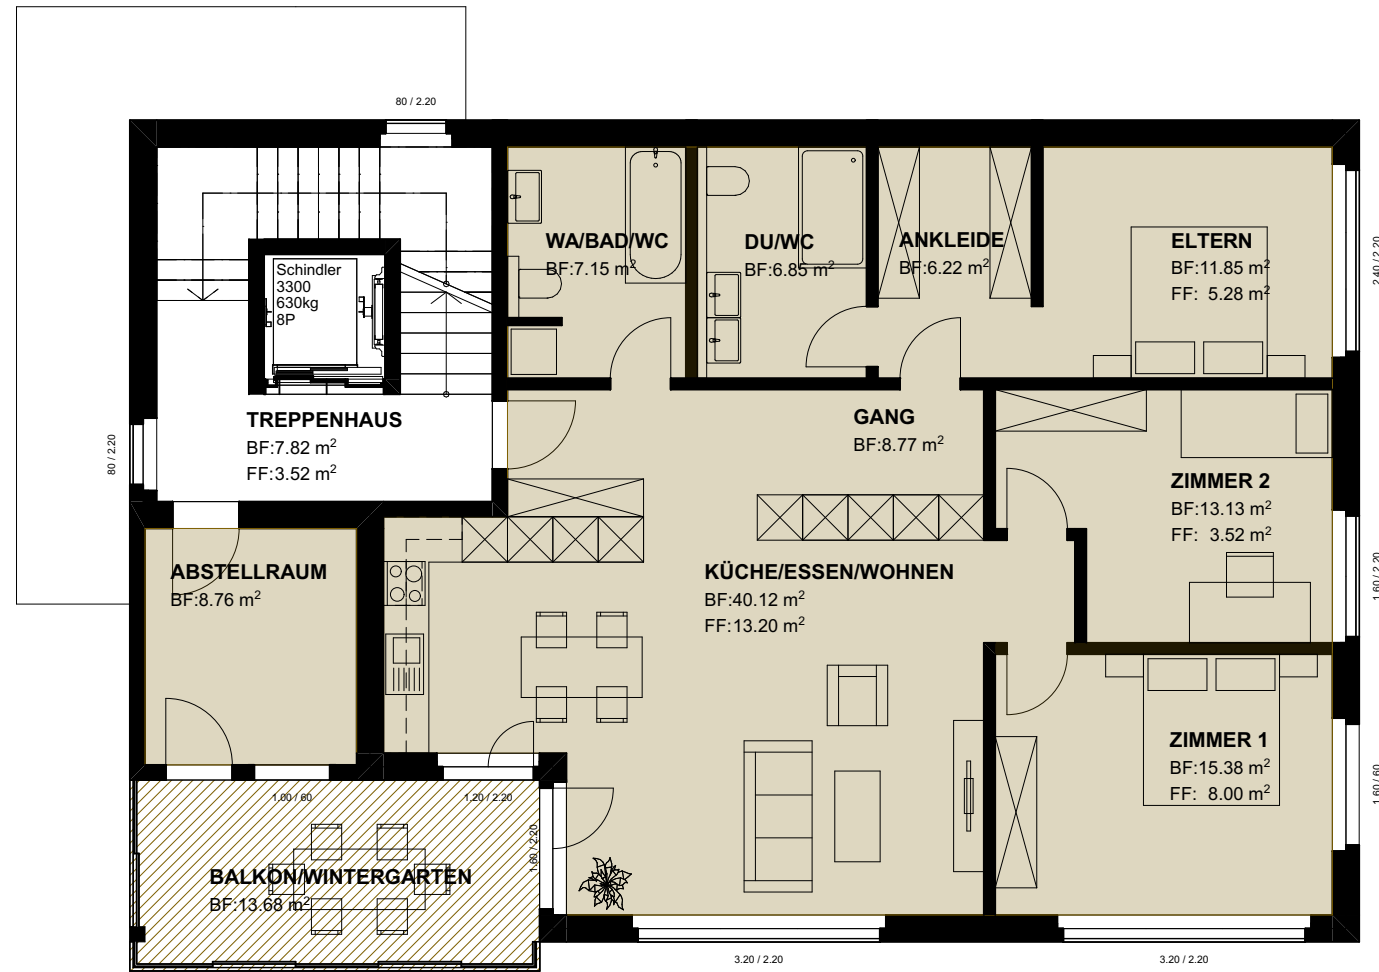 80 / 2.20
WA/BAD/WC
BF:7.15 m²
DU/WC
BF:6.85 m²
ANKLEIDE
BF:6.22 m²
ELTERN
BF:11.85 m²
FF: 5.28 m²
2.40 / 2.20
Schindler
3300
630kg
8P
TREPPENHAUS
BF:7.82 m²
FF:3.52 m²
80 / 2.20
GANG
BF:8.77 m²
ZIMMER 2
BF:13.13 m²
FF: 3.52 m²
1.60 / 2.20
ABSTELLRAUM
BF:8.76 m²
KÜCHE/ESSEN/WOHNEN
BF:40.12 m²
FF:13.20 m²
ZIMMER 1
BF:15.38 m²
FF: 8.00 m²
1.60 / 60
1.00 / 60
1.20 / 2.20
1.60 / 2.20
BALKON/WINTERGARTEN
BF:13.68 m²
3.20 / 2.20
3.20 / 2.20